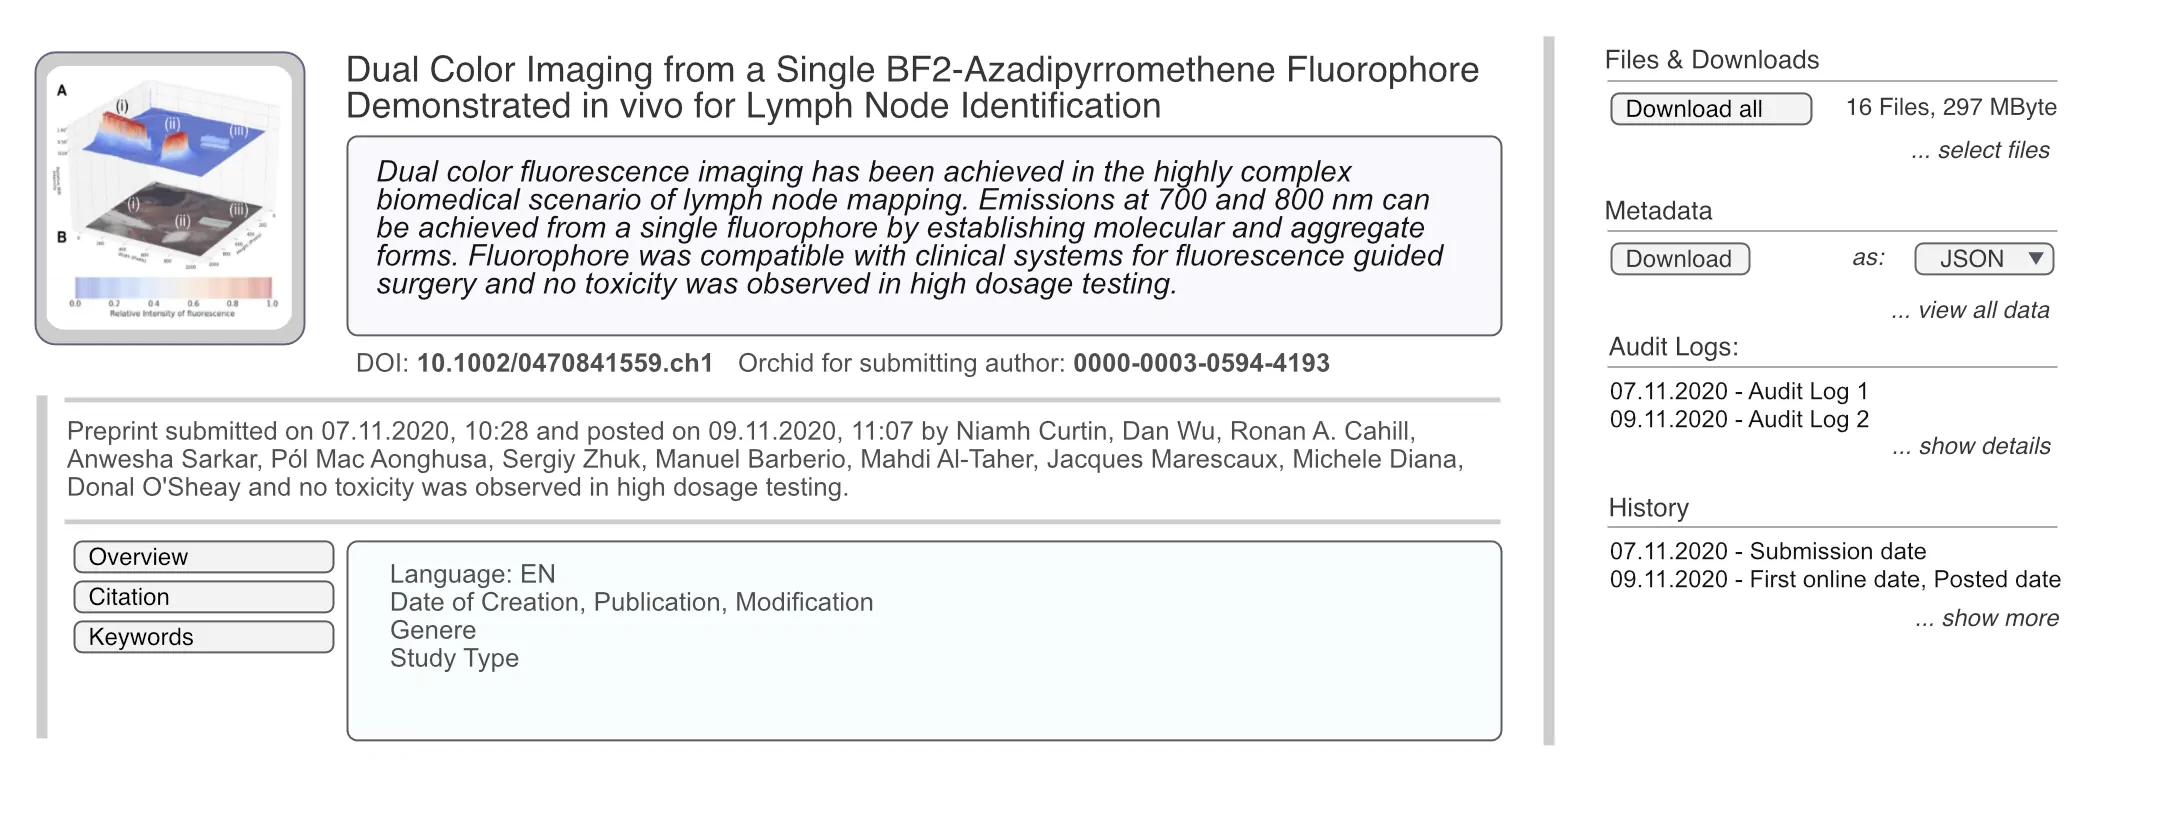 Dual Color Imaging from a Single BF2-Azadipyrromethene Fluorophore
Demonstrated in vivo for Lymph Node Identification
A
(i)
(ii)
(iii)
(i)
(ii)
(iii)
B
0.0 0.2 0.4 0.6 0.8 1.0
Relative Intensity of fluorescence
Dual color fluorescence imaging has been achieved in the highly complex
biomedical scenario of lymph node mapping. Emissions at 700 and 800 nm can
be achieved from a single fluorophore by establishing molecular and aggregate
forms. Fluorophore was compatible with clinical systems for fluorescence guided
surgery and no toxicity was observed in high dosage testing.
DOI: 10.1002/0470841559.ch1 Orchid for submitting author: 0000-0003-0594-4193
Preprint submitted on 07.11.2020, 10:28 and posted on 09.11.2020, 11:07 by Niamh Curtin, Dan Wu, Ronan A. Cahill,
Anwesha Sarkar, Pól Mac Aonghusa, Sergiy Zhuk, Manuel Barberio, Mahdi Al-Taher, Jacques Marescaux, Michele Diana,
Donal O'Sheay and no toxicity was observed in high dosage testing.
Overview
Citation
Keywords
Language: EN
Date of Creation, Publication, Modification
Genere
Study Type
Files & Downloads
Download all 16 Files, 297 MByte
... select files
Metadata
Download as: JSON
... view all data
Audit Logs:
07.11.2020 - Audit Log 1
09.11.2020 - Audit Log 2
... show details
History
07.11.2020 - Submission date
09.11.2020 - First online date, Posted date
... show more